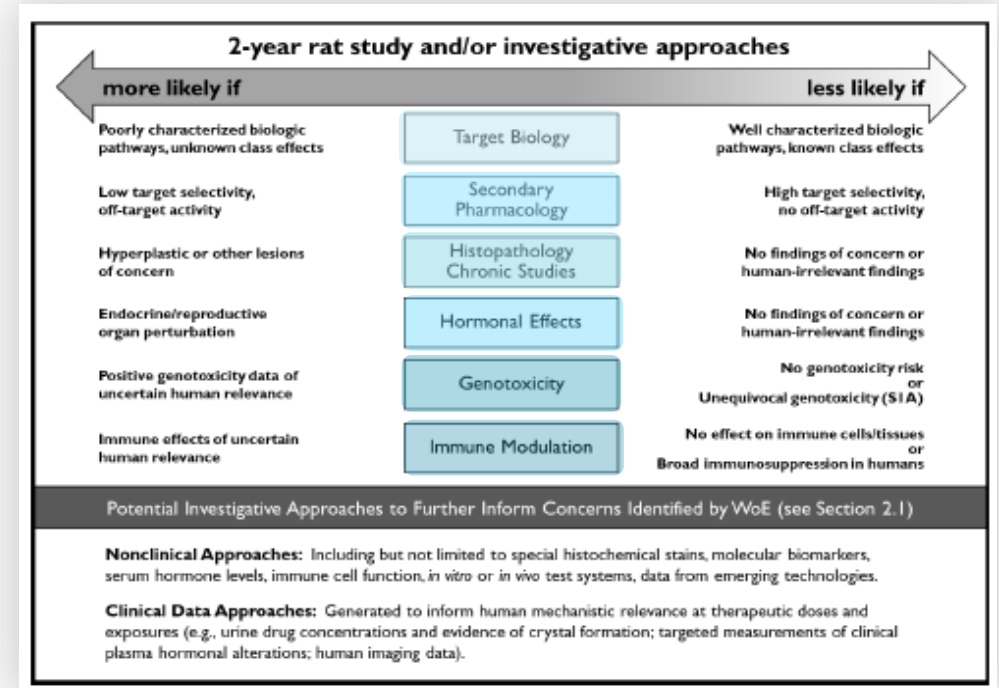 2-year rat study and/or investigative approaches
more likely if
less likely if
Poorly characterized biologic
pathways, unknown class effects
Target Biology
Well characterized biologic
pathways, known class effects
Low target selectivity,
off-target activity
Secondary
Pharmacology
High target selectivity,
no off-target activity
Hyperplastic or other lesions
of concern
Histopathology
Chronic Studies
No findings of concern or
human-irrelevant findings
Endocrine/reproductive
organ perturbation
Hormonal Effects
No findings of concern or
human-irrelevant findings
Positive genotoxicity data of
uncertain human relevance
Genotoxicity
No genotoxicity risk
or
Unequivocal genotoxicity (S1A)
Immune effects of uncertain
human relevance
Immune Modulation
No effect on immune cells/tissues
or
Broad immunosuppression in humans
Potential Investigative Approaches to Further Inform Concerns Identified by WoE (see Section 2.1)
Nonclinical Approaches: Including but not limited to special histochemical stains, molecular biomarkers,
serum hormone levels, immune cell function, in vitro or in vivo test systems, data from emerging technologies.
Clinical Data Approaches: Generated to inform human mechanistic relevance at therapeutic doses and
exposures (e.g., urine drug concentrations and evidence of crystal formation; targeted measurements of clinical
plasma hormonal alterations; human imaging data).